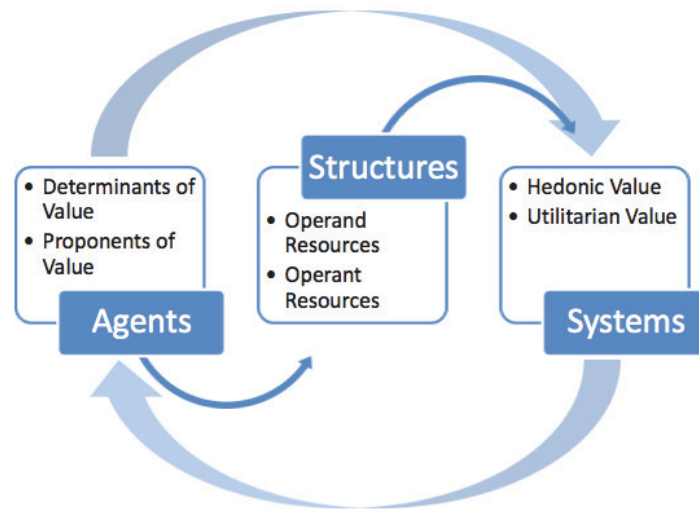 • Determinants of
Value
• Proponents of
Value
Agents
Structures
• Operand
Resources
• Operant
Resources
• Hedonic Value
• Utilitarian Value
Systems